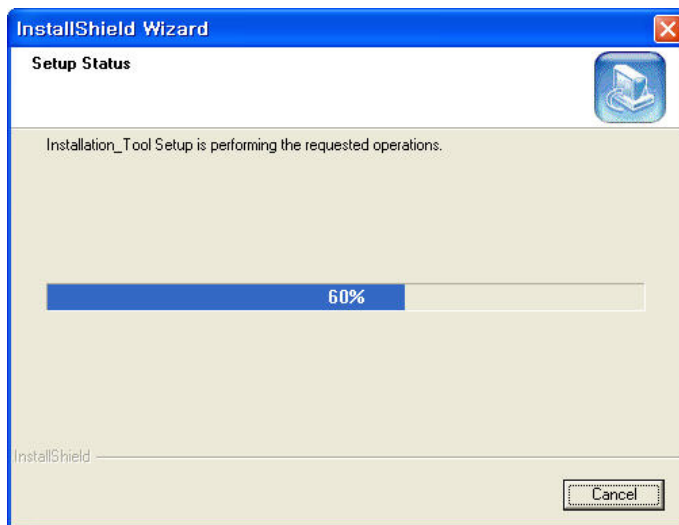 InstallShield Wizard
Setup Status
Installation_Tool Setup is performing the requested operations.
60%
InstallShield
Cancel